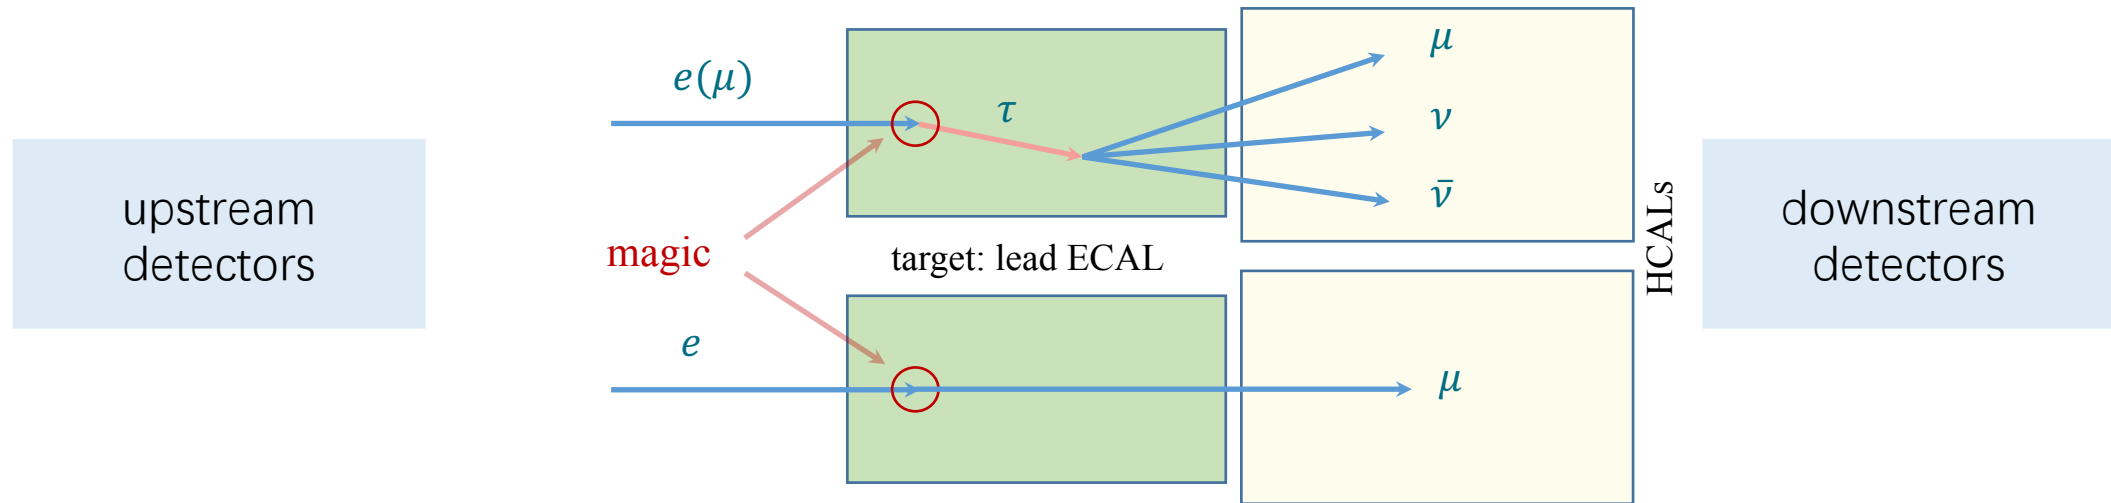 upstream
detectors
e(μ)
magic
e
τ
target: lead ECAL
μ
ν
ν̄
μ
HCALs
downstream
detectors